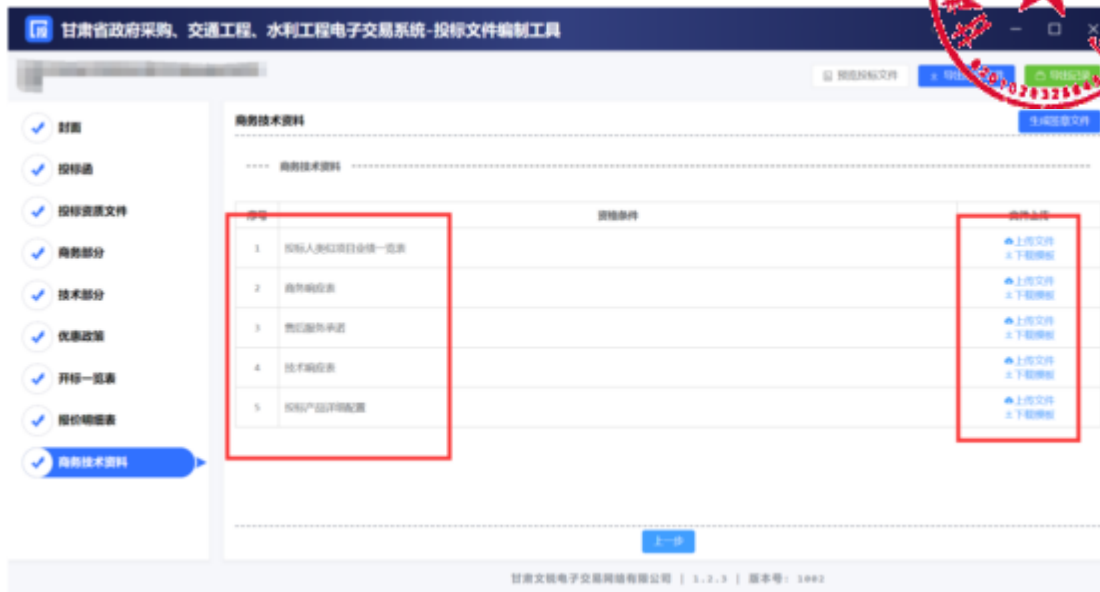 甘肃省政府采购、交通工程、水利工程电子交易系统-投标文件编制工具
预览投标文件
导出记录
封面
投标函
投标资质文件
商务部分
技术部分
优惠政策
开标一览表
报价明细表
商务技术资料
商务技术资料
生成签章文件
商务技术资料
序号 资格条件 文件上传
1 投标人类似项目业绩一览表 上传文件
下载模板
2 商务响应表 上传文件
下载模板
3 售后服务承诺 上传文件
下载模板
4 技术响应表 上传文件
下载模板
5 投标产品详细配置 上传文件
下载模板
上一步
甘肃文锐电子交易网络有限公司 | 1.2.3 | 版本号: 1002